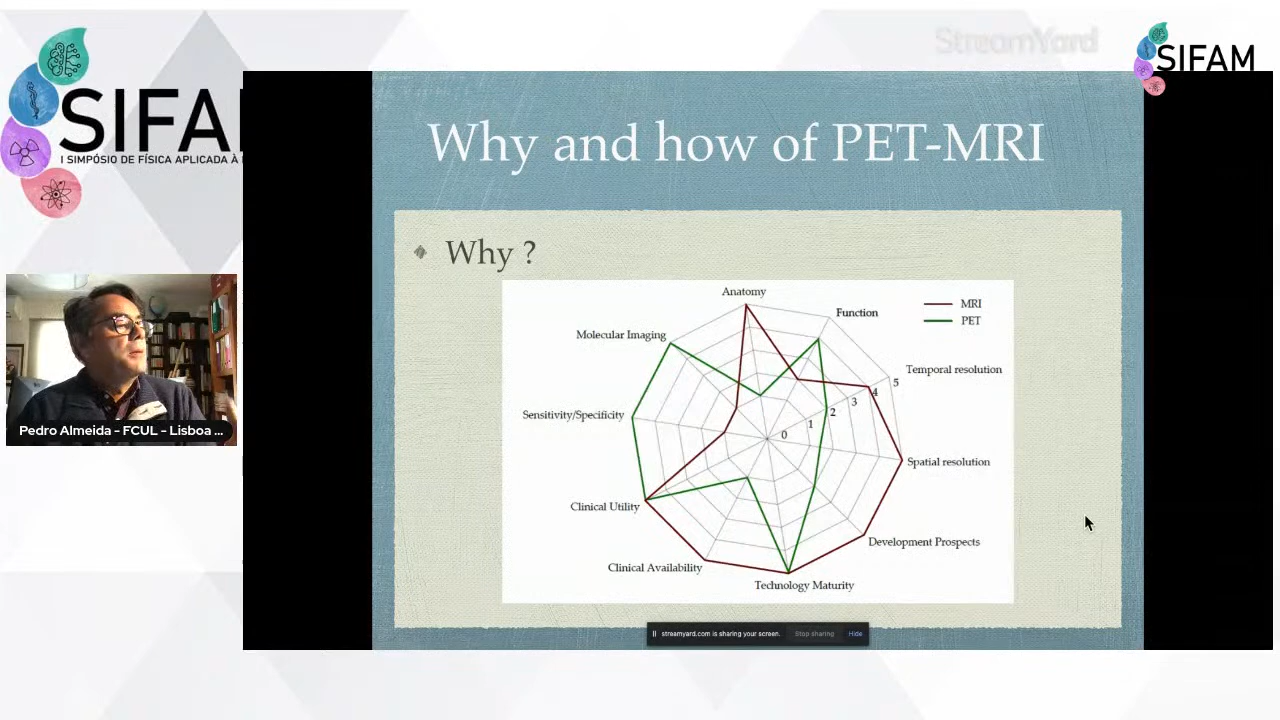 StreamYard
SIFAM
SIFA
I SIMPÓSIO DE FÍSICA APLICADA À
Why and how of PET-MRI
Why ?
Anatomy
Function
MRI
PET
Molecular Imaging
Temporal resolution
5
4
3
2
1
0
Sensitivity/Specificity
Spatial resolution
Clinical Utility
Development Prospects
Clinical Availability
Technology Maturity
Pedro Almeida - FCUL - Lisboa ...
streamyard.com is sharing your screen.
Stop sharing
Hide